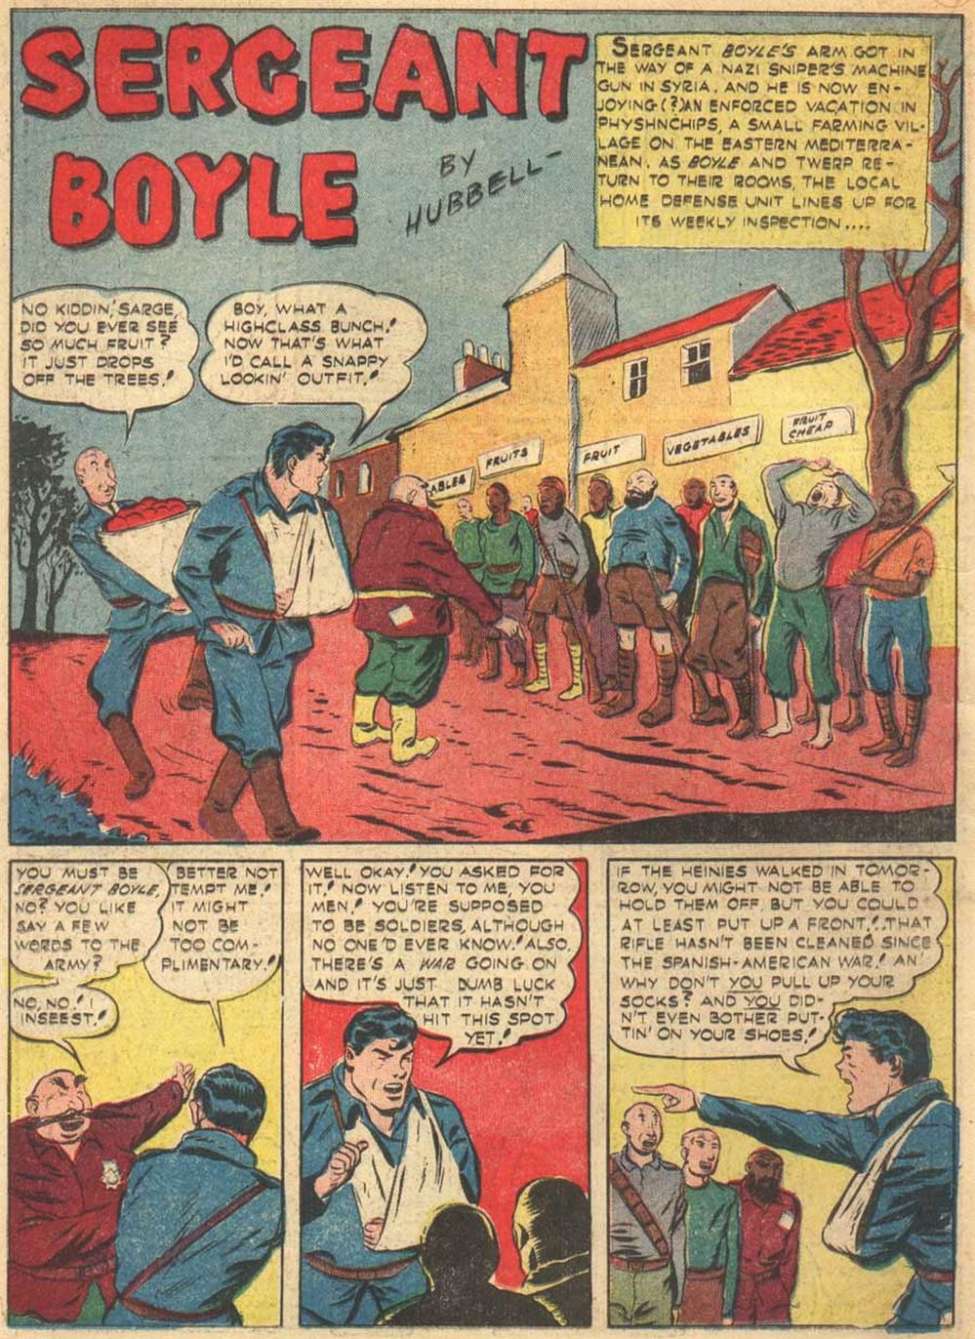 SERGEANT
BOYLE
BY
HUBBELL-
SERGEANT BOYLE'S ARM GOT IN
THE WAY OF A NAZI SNIPER'S MACHINE
GUN IN SYRIA, AND HE IS NOW EN-
JOYING (?) AN ENFORCED VACATION IN
PHYSHNCHIPS, A SMALL FARMING VIL-
LAGE ON THE EASTERN MEDITERRA-
NEAN. AS BOYLE AND TWERP RE-
TURN TO THEIR ROOMS, THE LOCAL
HOME DEFENSE UNIT LINES UP FOR
ITS WEEKLY INSPECTION....
NO KIDDIN', SARGE,
DID YOU EVER SEE
SO MUCH FRUIT?
IT JUST DROPS
OFF THE TREES!
BOY, WHAT A
HIGHCLASS BUNCH!
NOW THAT'S WHAT
I'D CALL A SNAPPY
LOOKIN' OUTFIT!
ABLES
FRUITS
FRUIT
VEGETABLES
FRUIT
CHEAP
YOU MUST BE
SERGEANT BOYLE,
NO? YOU LIKE
SAY A FEW
WORDS TO THE
ARMY?
BETTER NOT
TEMPT ME!
IT MIGHT
NOT BE
TOO COM-
PLIMENTARY!
NO, NO! I
INSEEST!
WELL OKAY! YOU ASKED FOR
IT! NOW LISTEN TO ME, YOU
MEN! YOU'RE SUPPOSED
TO BE SOLDIERS, ALTHOUGH
NO ONE'D EVER KNOW! ALSO,
THERE'S A WAR GOING ON
AND IT'S JUST DUMB LUCK
THAT IT HASN'T
HIT THIS SPOT
YET!
IF THE HEINIES WALKED IN TOMOR-
ROW, YOU MIGHT NOT BE ABLE TO
HOLD THEM OFF, BUT YOU COULD
AT LEAST PUT UP A FRONT! THAT
RIFLE HASN'T BEEN CLEANED SINCE
THE SPANISH-AMERICAN WAR! AN'
WHY DON'T YOU PULL UP YOUR
SOCKS? AND YOU DID-
N'T EVEN BOTHER PUT-
TIN' ON YOUR SHOES!